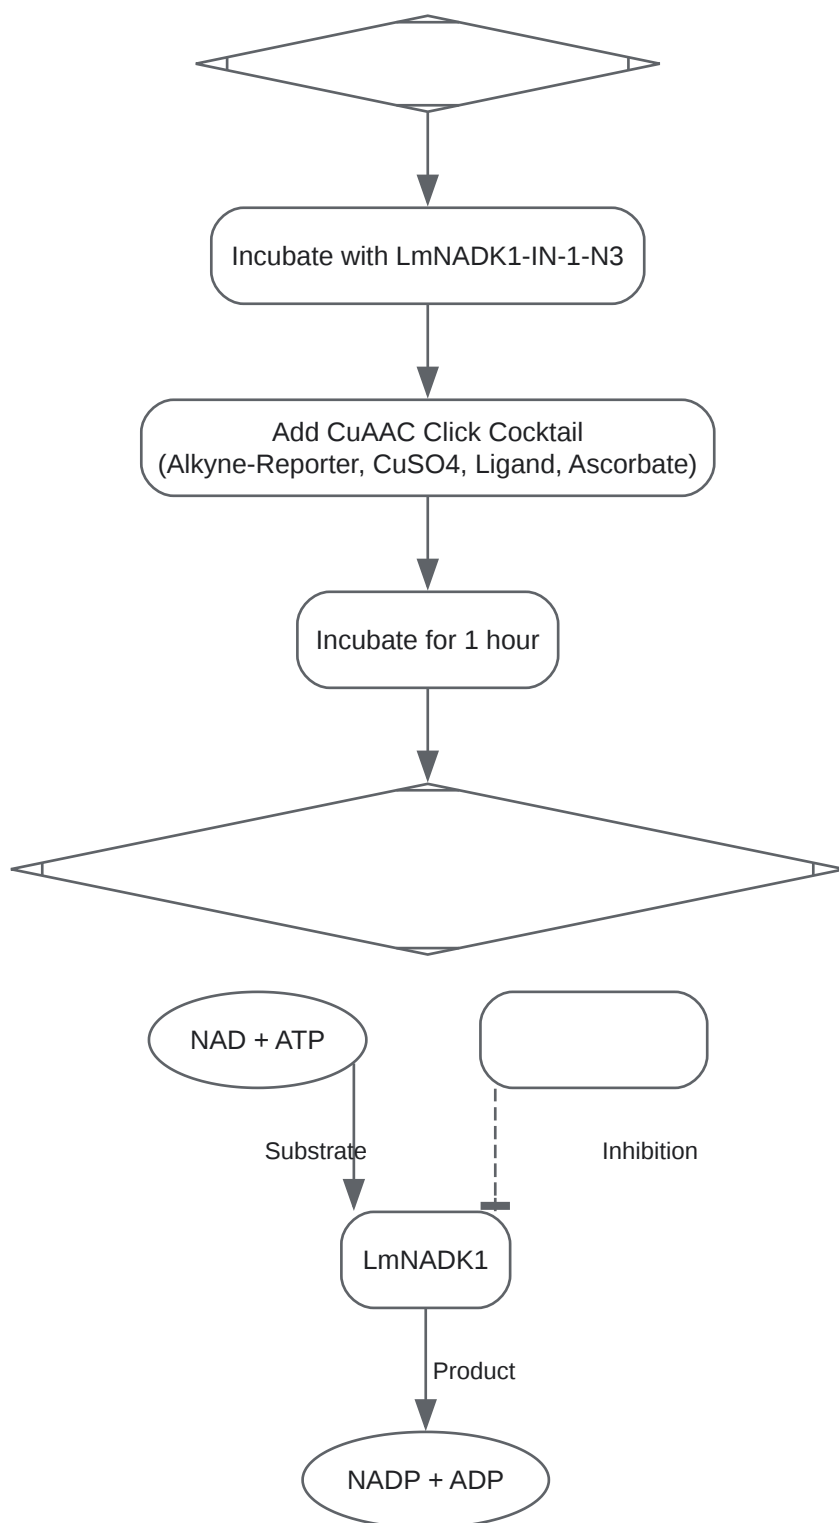 Incubate with LmNADK1-IN-1-N3
Add CuAAC Click Cocktail
(Alkyne-Reporter, CuSO4, Ligand, Ascorbate)
Incubate for 1 hour
NAD + ATP
Substrate
Inhibition
LmNADK1
Product
NADP + ADP